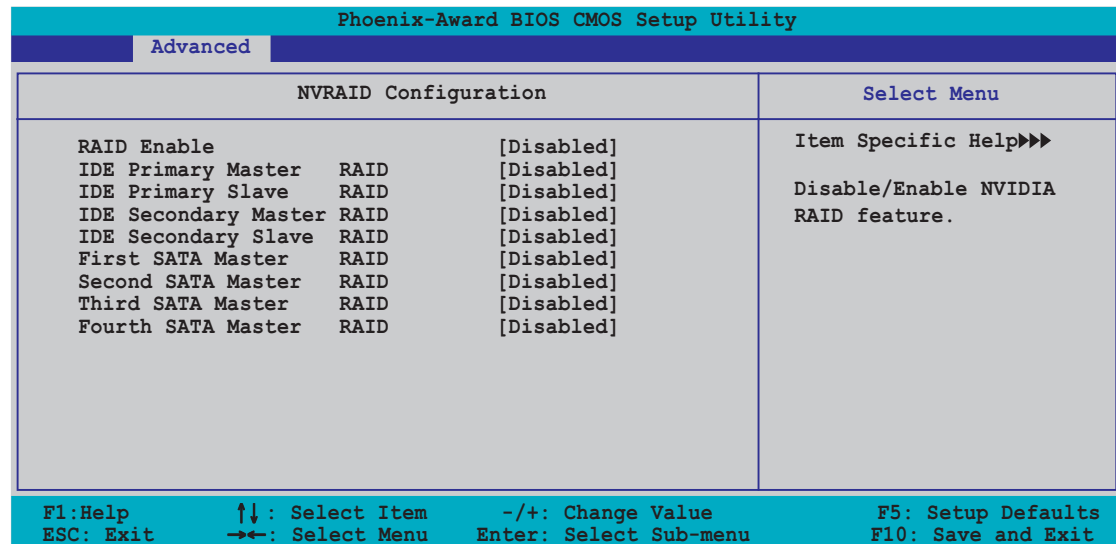 Phoenix-Award BIOS CMOS Setup Utility
Advanced
NVRAID Configuration
Select Menu
RAID Enable [Disabled]
IDE Primary Master RAID [Disabled]
IDE Primary Slave RAID [Disabled]
IDE Secondary Master RAID [Disabled]
IDE Secondary Slave RAID [Disabled]
First SATA Master RAID [Disabled]
Second SATA Master RAID [Disabled]
Third SATA Master RAID [Disabled]
Fourth SATA Master RAID [Disabled]
Item Specific Help▶▶▶
Disable/Enable NVIDIA
RAID feature.
F1:Help ↑↓: Select Item -/+: Change Value F5: Setup Defaults
ESC: Exit →←: Select Menu Enter: Select Sub-menu F10: Save and Exit